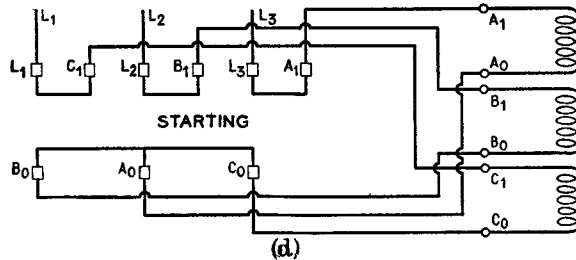 L1 L2 L3 A1
L1 C1 L2 B1 L3 A1
A0
B1
STARTING
B0
B0 A0 C0
C1
C0
(d)